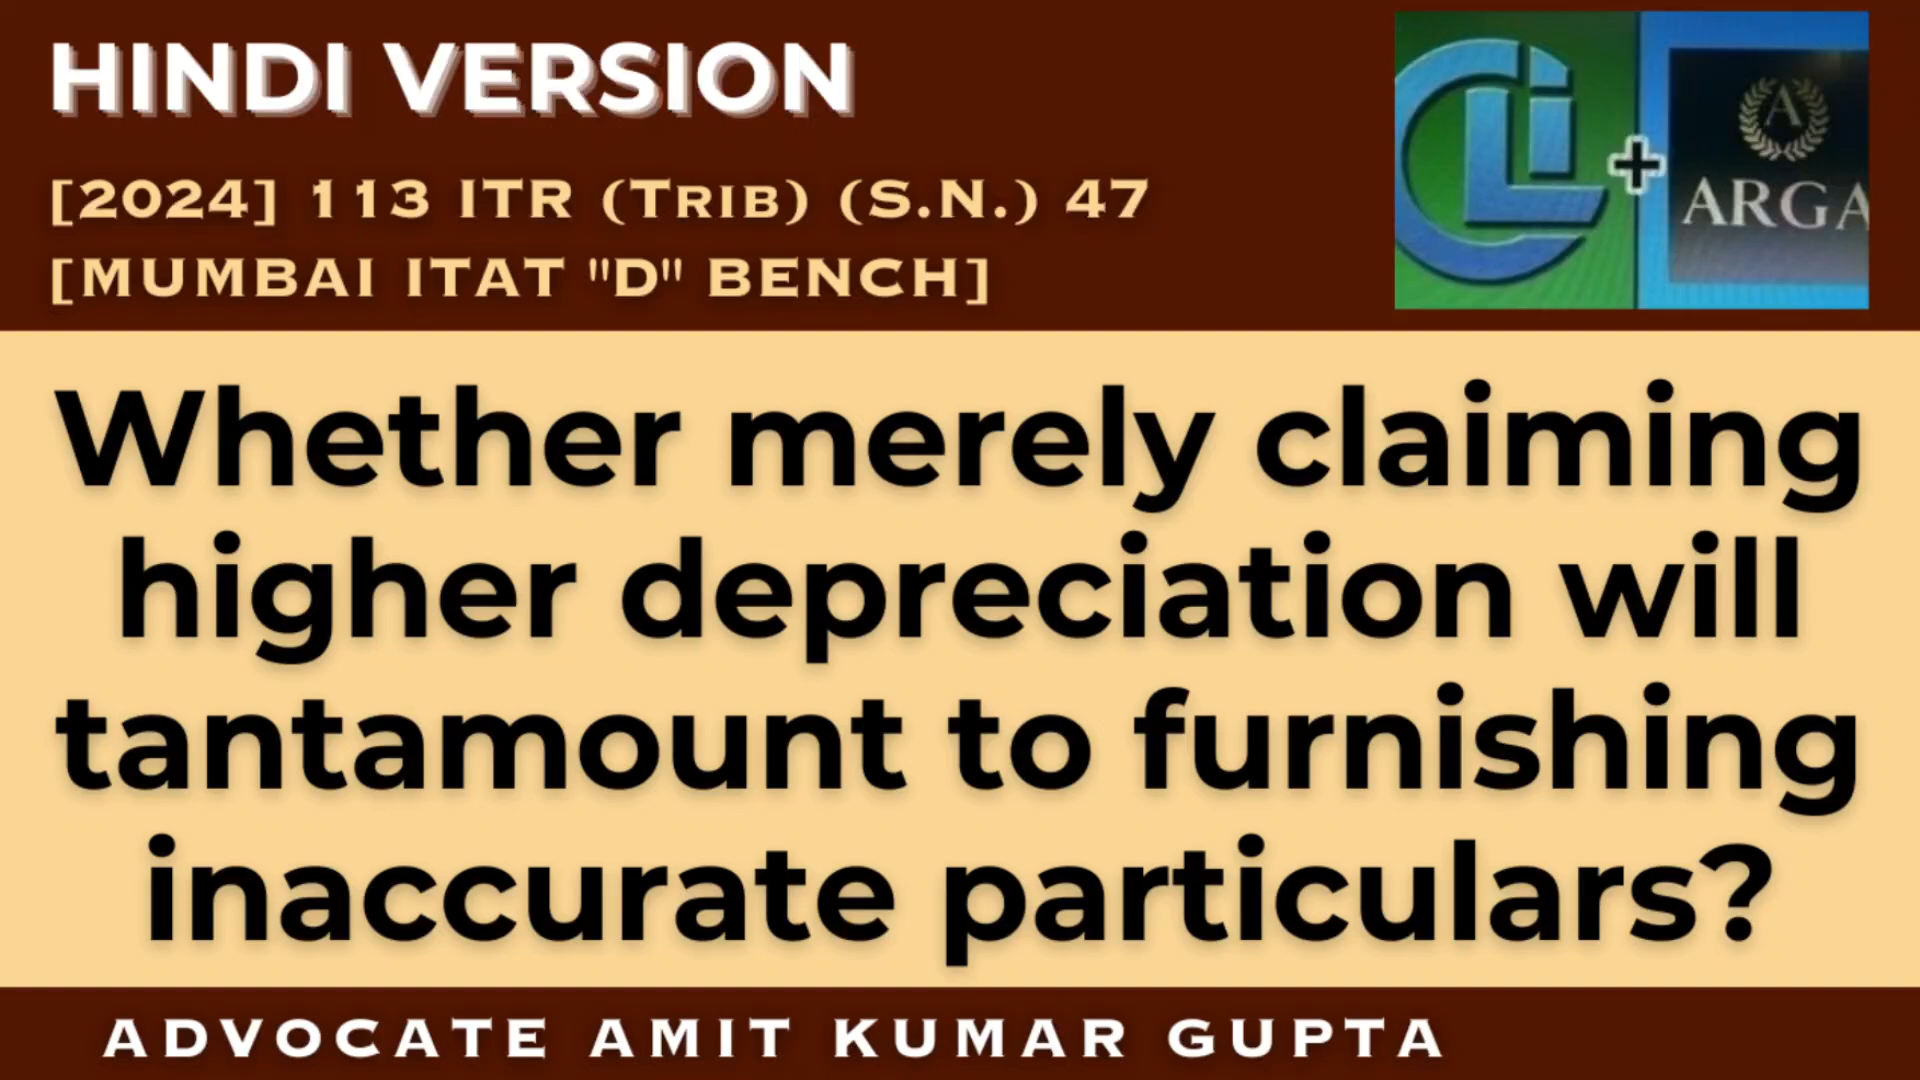 HINDI VERSION
[2024] 113 ITR (TRIB) (S.N.) 47
[MUMBAI ITAT "D" BENCH]
CLi
+
A
ARGA
Whether merely claiming
higher depreciation will
tantamount to furnishing
inaccurate particulars?
ADVOCATE AMIT KUMAR GUPTA